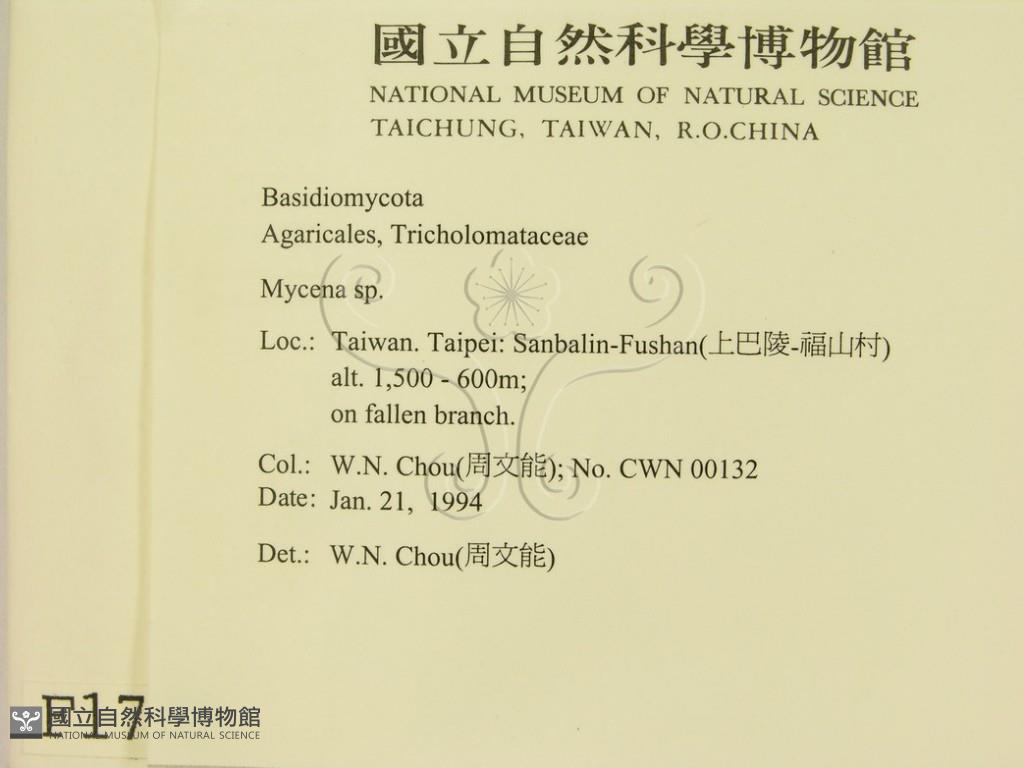 國立自然科學博物館
NATIONAL MUSEUM OF NATURAL SCIENCE
TAICHUNG, TAIWAN, R.O.CHINA
Basidiomycota
Agaricales, Tricholomataceae
Mycena sp.
Loc.: Taiwan. Taipei: Sanbalin-Fushan(上巴陵-福山村)
alt. 1,500 - 600m;
on fallen branch.
Col.: W.N. Chou(周文能); No. CWN 00132
Date: Jan. 21, 1994
Det.: W.N. Chou(周文能)
F17
國立自然科學博物館
NATIONAL MUSEUM OF NATURAL SCIENCE